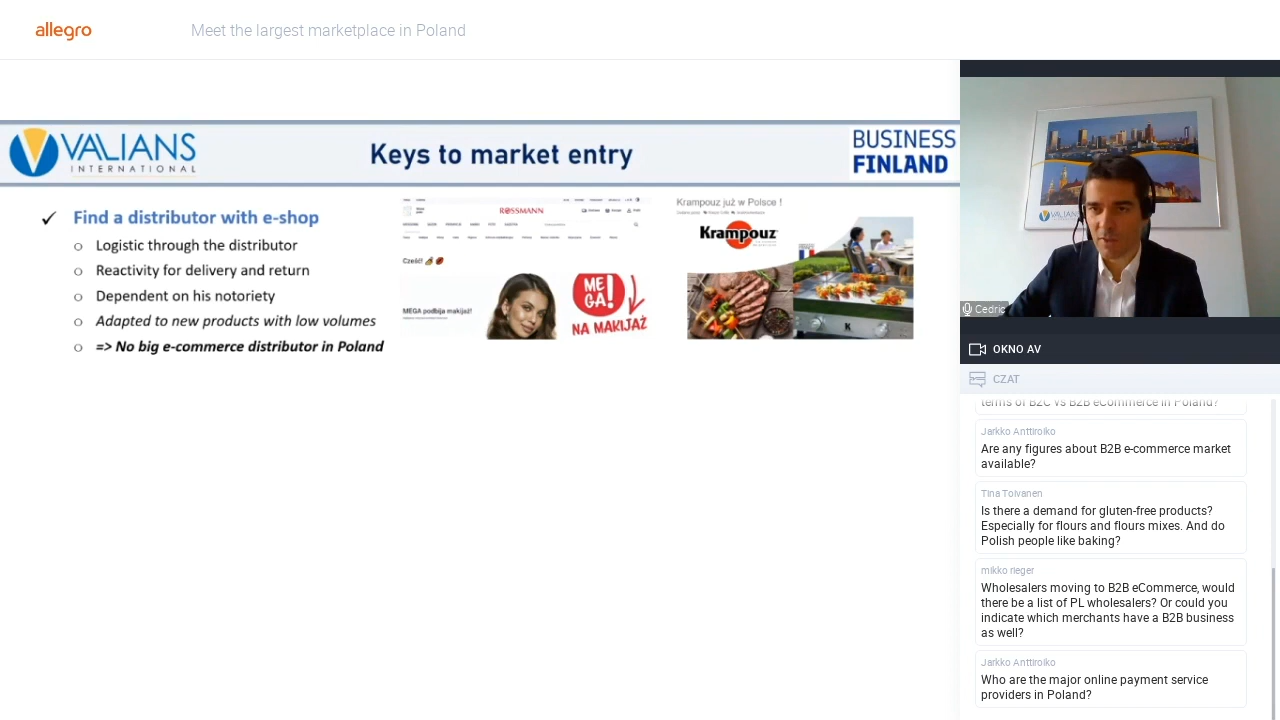 allegro
Meet the largest marketplace in Poland
VALIANS
INTERNATIONAL
Keys to market entry
BUSINESS
FINLAND
✓ Find a distributor with e-shop
o Logistic through the distributor
o Reactivity for delivery and return
o Dependent on his notoriety
o Adapted to new products with low volumes
o => No big e-commerce distributor in Poland
ROSSMANN
Cześć!
MEGA podbija makijaż!
MEGA!
NA MAKIJAŻ
Krampouz już w Polsce !
Krampouz
Cedric
OKNO AV
CZAT
terms of B2C vs B2B eCommerce in Poland?
Jarkko Anttiroiko
Are any figures about B2B e-commerce market
available?
Tina Toivanen
Is there a demand for gluten-free products?
Especially for flours and flours mixes. And do
Polish people like baking?
mikko rieger
Wholesalers moving to B2B eCommerce, would
there be a list of PL wholesalers? Or could you
indicate which merchants have a B2B business
as well?
Jarkko Anttiroiko
Who are the major online payment service
providers in Poland?